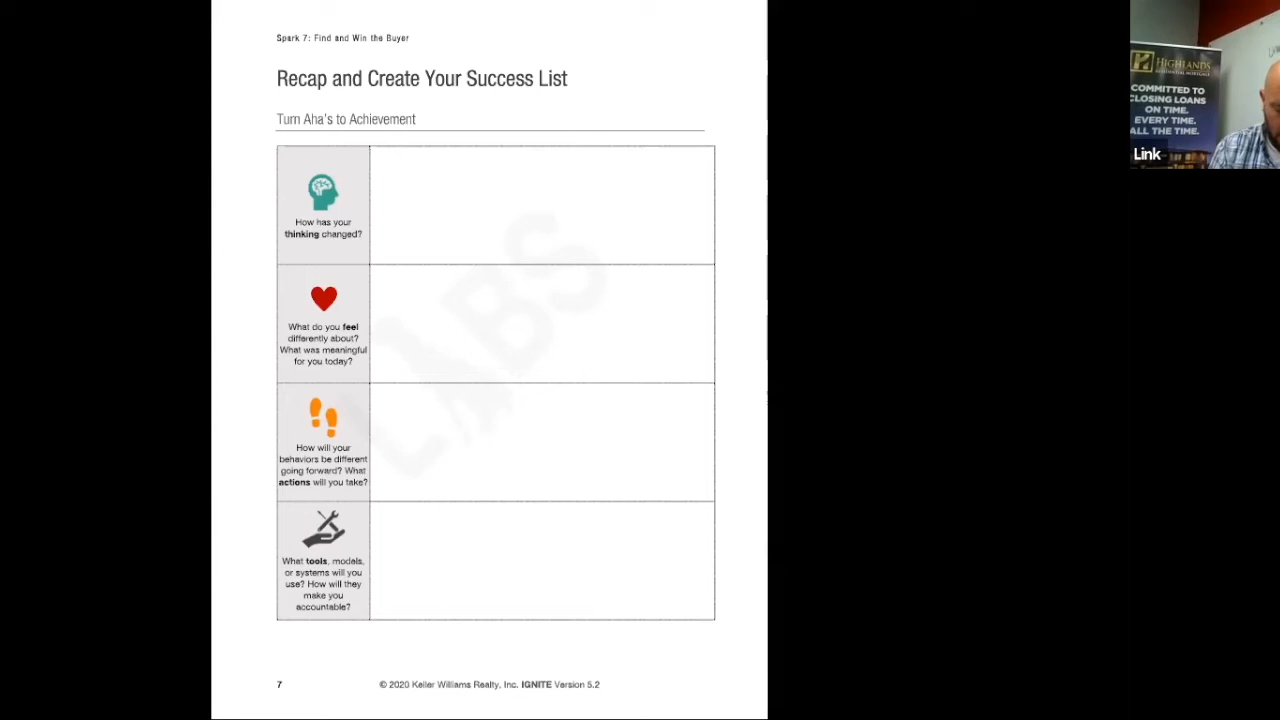 Spark 7: Find and Win the Buyer
Recap and Create Your Success List
Turn Aha's to Achievement
How has your
thinking changed?
What do you feel
differently about?
What was meaningful
for you today?
How will your
behaviors be different
going forward? What
actions will you take?
What tools, models,
or systems will you
use? How will they
make you
accountable?
LABS
7
© 2020 Keller Williams Realty, Inc. IGNITE Version 5.2
HIGHLANDS
RESIDENTIAL MORTGAGE
COMMITTED TO
CLOSING LOANS
ON TIME.
EVERY TIME.
ALL THE TIME.
Link